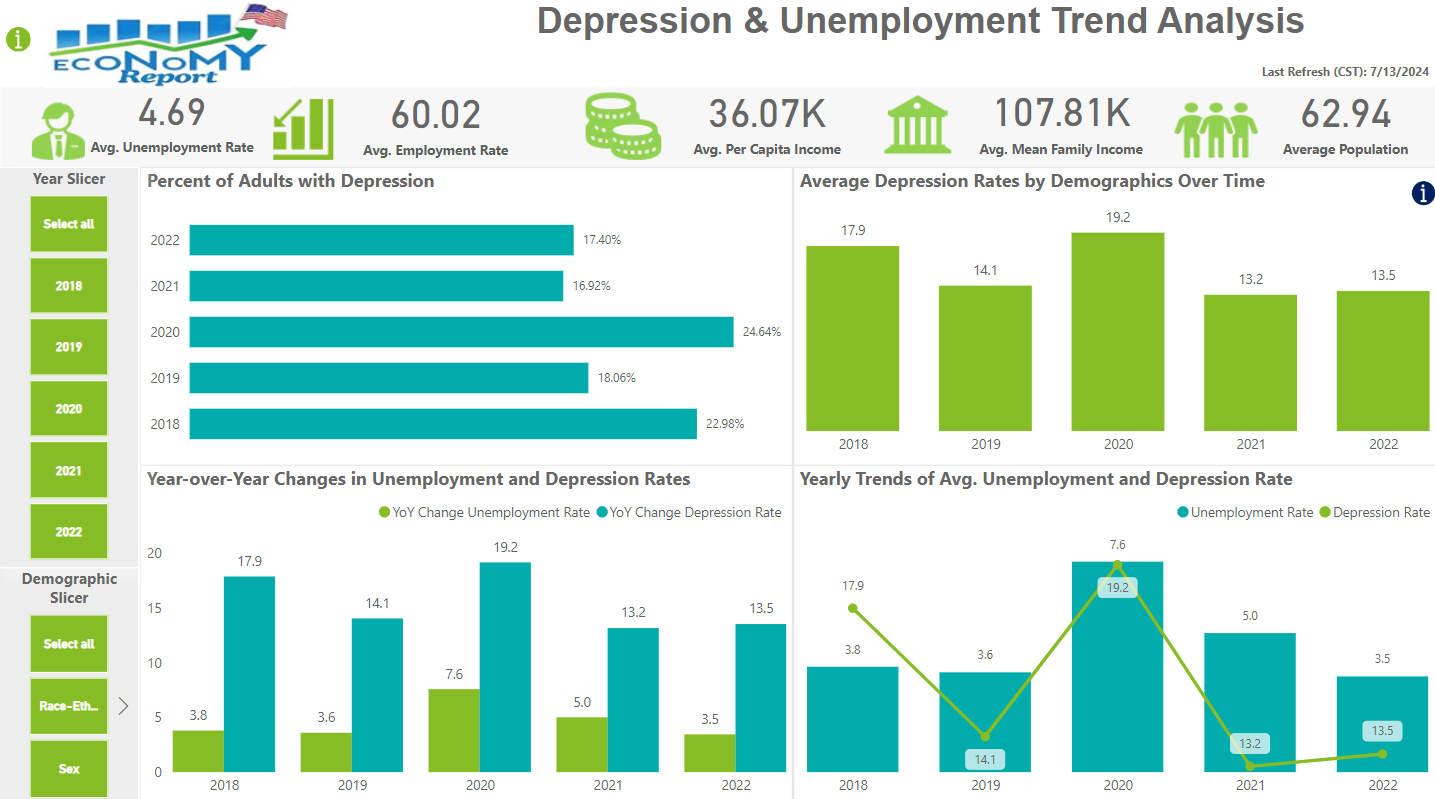 i
ECONOMY
Report
Depression & Unemployment Trend Analysis
Last Refresh (CST): 7/13/2024
4.69
Avg. Unemployment Rate
60.02
Avg. Employment Rate
36.07K
Avg. Per Capita Income
107.81K
Avg. Mean Family Income
62.94
Average Population
Year Slicer
Select all
2018
2019
2020
2021
2022
Demographic
Slicer
Select all
Race-Eth...
Sex
Percent of Adults with Depression
2022 17.40%
2021 16.92%
2020 24.64%
2019 18.06%
2018 22.98%
Average Depression Rates by Demographics Over Time
i
17.9 14.1 19.2 13.2 13.5
2018 2019 2020 2021 2022
Year-over-Year Changes in Unemployment and Depression Rates
YoY Change Unemployment Rate YoY Change Depression Rate
20
15
10
5
0
3.8 17.9 3.6 14.1 7.6 19.2 5.0 13.2 3.5 13.5
2018 2019 2020 2021 2022
Yearly Trends of Avg. Unemployment and Depression Rate
Unemployment Rate Depression Rate
3.8 3.6 7.6 5.0 3.5
17.9 14.1 19.2 13.2 13.5
2018 2019 2020 2021 2022